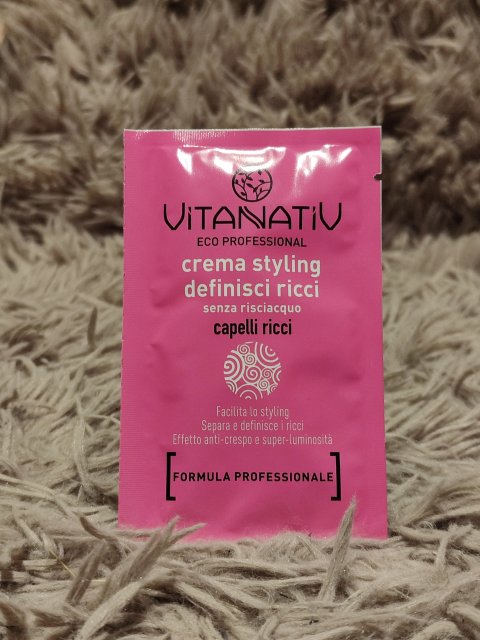 ViTANATiV
ECO PROFESSIONAL
crema styling
definisci ricci
senza risciacquo
capelli ricci
Facilita lo styling
Separa e definisce i ricci
Effetto anti-crespo e super-luminosità
[FORMULA PROFESSIONALE]